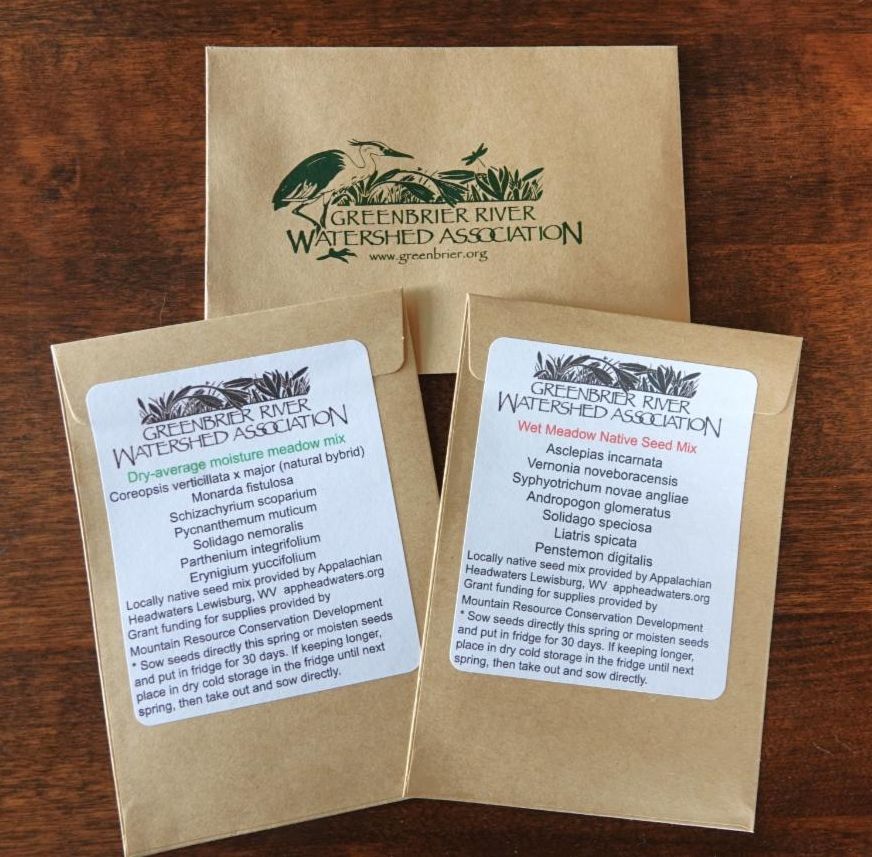 GREENBRIER RIVER
WATERSHED ASSOCIATION
www.greenbrier.org
GREENBRIER RIVER
WATERSHED ASSOCIATION
Dry-average moisture meadow mix
Coreopsis verticillata x major (natural bybrid)
Monarda fistulosa
Schizachyrium scoparium
Pycnanthemum muticum
Solidago nemoralis
Parthenium integrifolium
Erynigium yuccifolium
Locally native seed mix provided by Appalachian
Headwaters Lewisburg, WV appheadwaters.org
Grant funding for supplies provided by
Mountain Resource Conservation Development
* Sow seeds directly this spring or moisten seeds
and put in fridge for 30 days. If keeping longer,
place in dry cold storage in the fridge until next
spring, then take out and sow directly.
GREENBRIER RIVER
WATERSHED ASSOCIATION
Wet Meadow Native Seed Mix
Asclepias incarnata
Vernonia noveboracensis
Syphyotrichum novae angliae
Andropogon glomeratus
Solidago speciosa
Liatris spicata
Penstemon digitalis
Locally native seed mix provided by Appalachian
Headwaters Lewisburg, WV appheadwaters.org
Grant funding for supplies provided by
Mountain Resource Conservation Development
* Sow seeds directly this spring or moisten seeds
and put in fridge for 30 days. If keeping longer,
place in dry cold storage in the fridge until next
spring, then take out and sow directly.